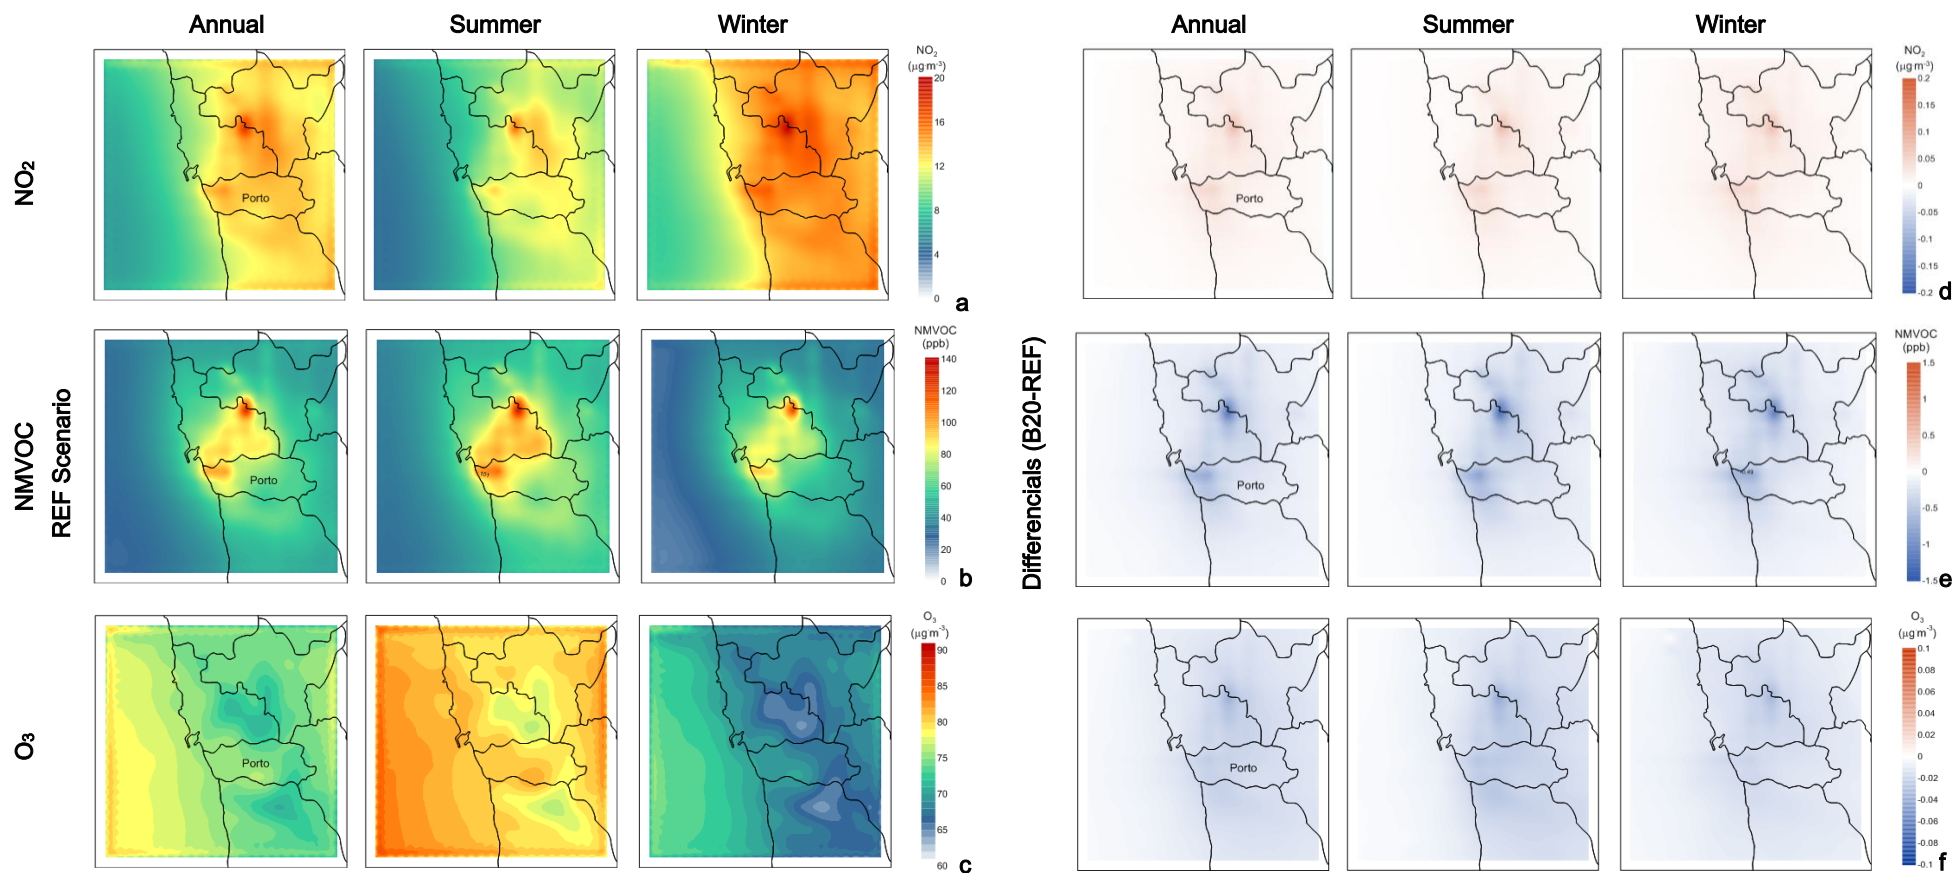 Annual Summer Winter
NO₂
NO₂
(µg·m⁻³)
20
16
12
8
4
0
Porto
a
NMVOC
REF Scenario
NMVOC
(ppb)
140
120
100
80
60
40
20
0
Porto
b
O₃
O₃
(µg·m⁻³)
90
85
80
75
70
65
60
Porto
c
Annual Summer Winter
Differencials (B20-REF)
NO₂
(µg·m⁻³)
0.2
0.15
0.1
0.05
0
-0.05
-0.1
-0.15
-0.2
Porto
d
NMVOC
(ppb)
1.5
1
0.5
0
-0.5
-1
-1.5
Porto
e
O₃
(µg·m⁻³)
0.1
0.08
0.06
0.04
0.02
0
-0.02
-0.04
-0.06
-0.08
-0.1
Porto
f